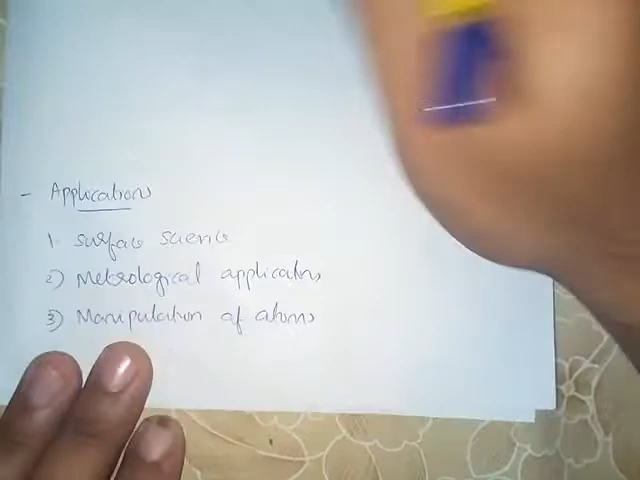 - Applications
1. Surface science
2) Metrological applications
3) Manipulation of atoms